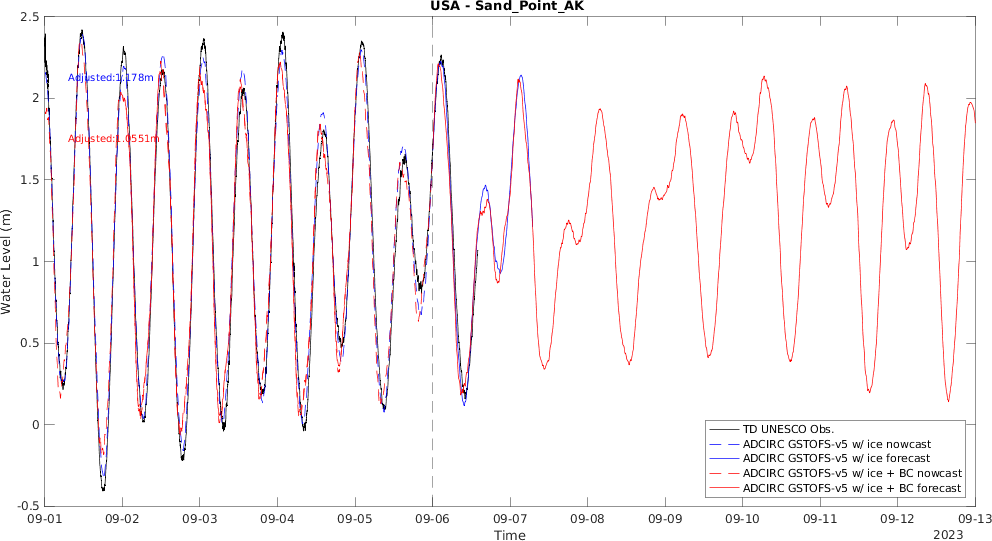 USA - Sand_Point_AK
2.5
2
1.5
1
0.5
0
-0.5
Water Level (m)
Adjusted:1.178m
Adjusted:1.0551m
TD UNESCO Obs.
ADCIRC GSTOFS-v5 w/ ice nowcast
ADCIRC GSTOFS-v5 w/ ice forecast
ADCIRC GSTOFS-v5 w/ ice + BC nowcast
ADCIRC GSTOFS-v5 w/ ice + BC forecast
09-01 09-02 09-03 09-04 09-05 09-06 09-07 09-08 09-09 09-10 09-11 09-12 09-13
Time
2023